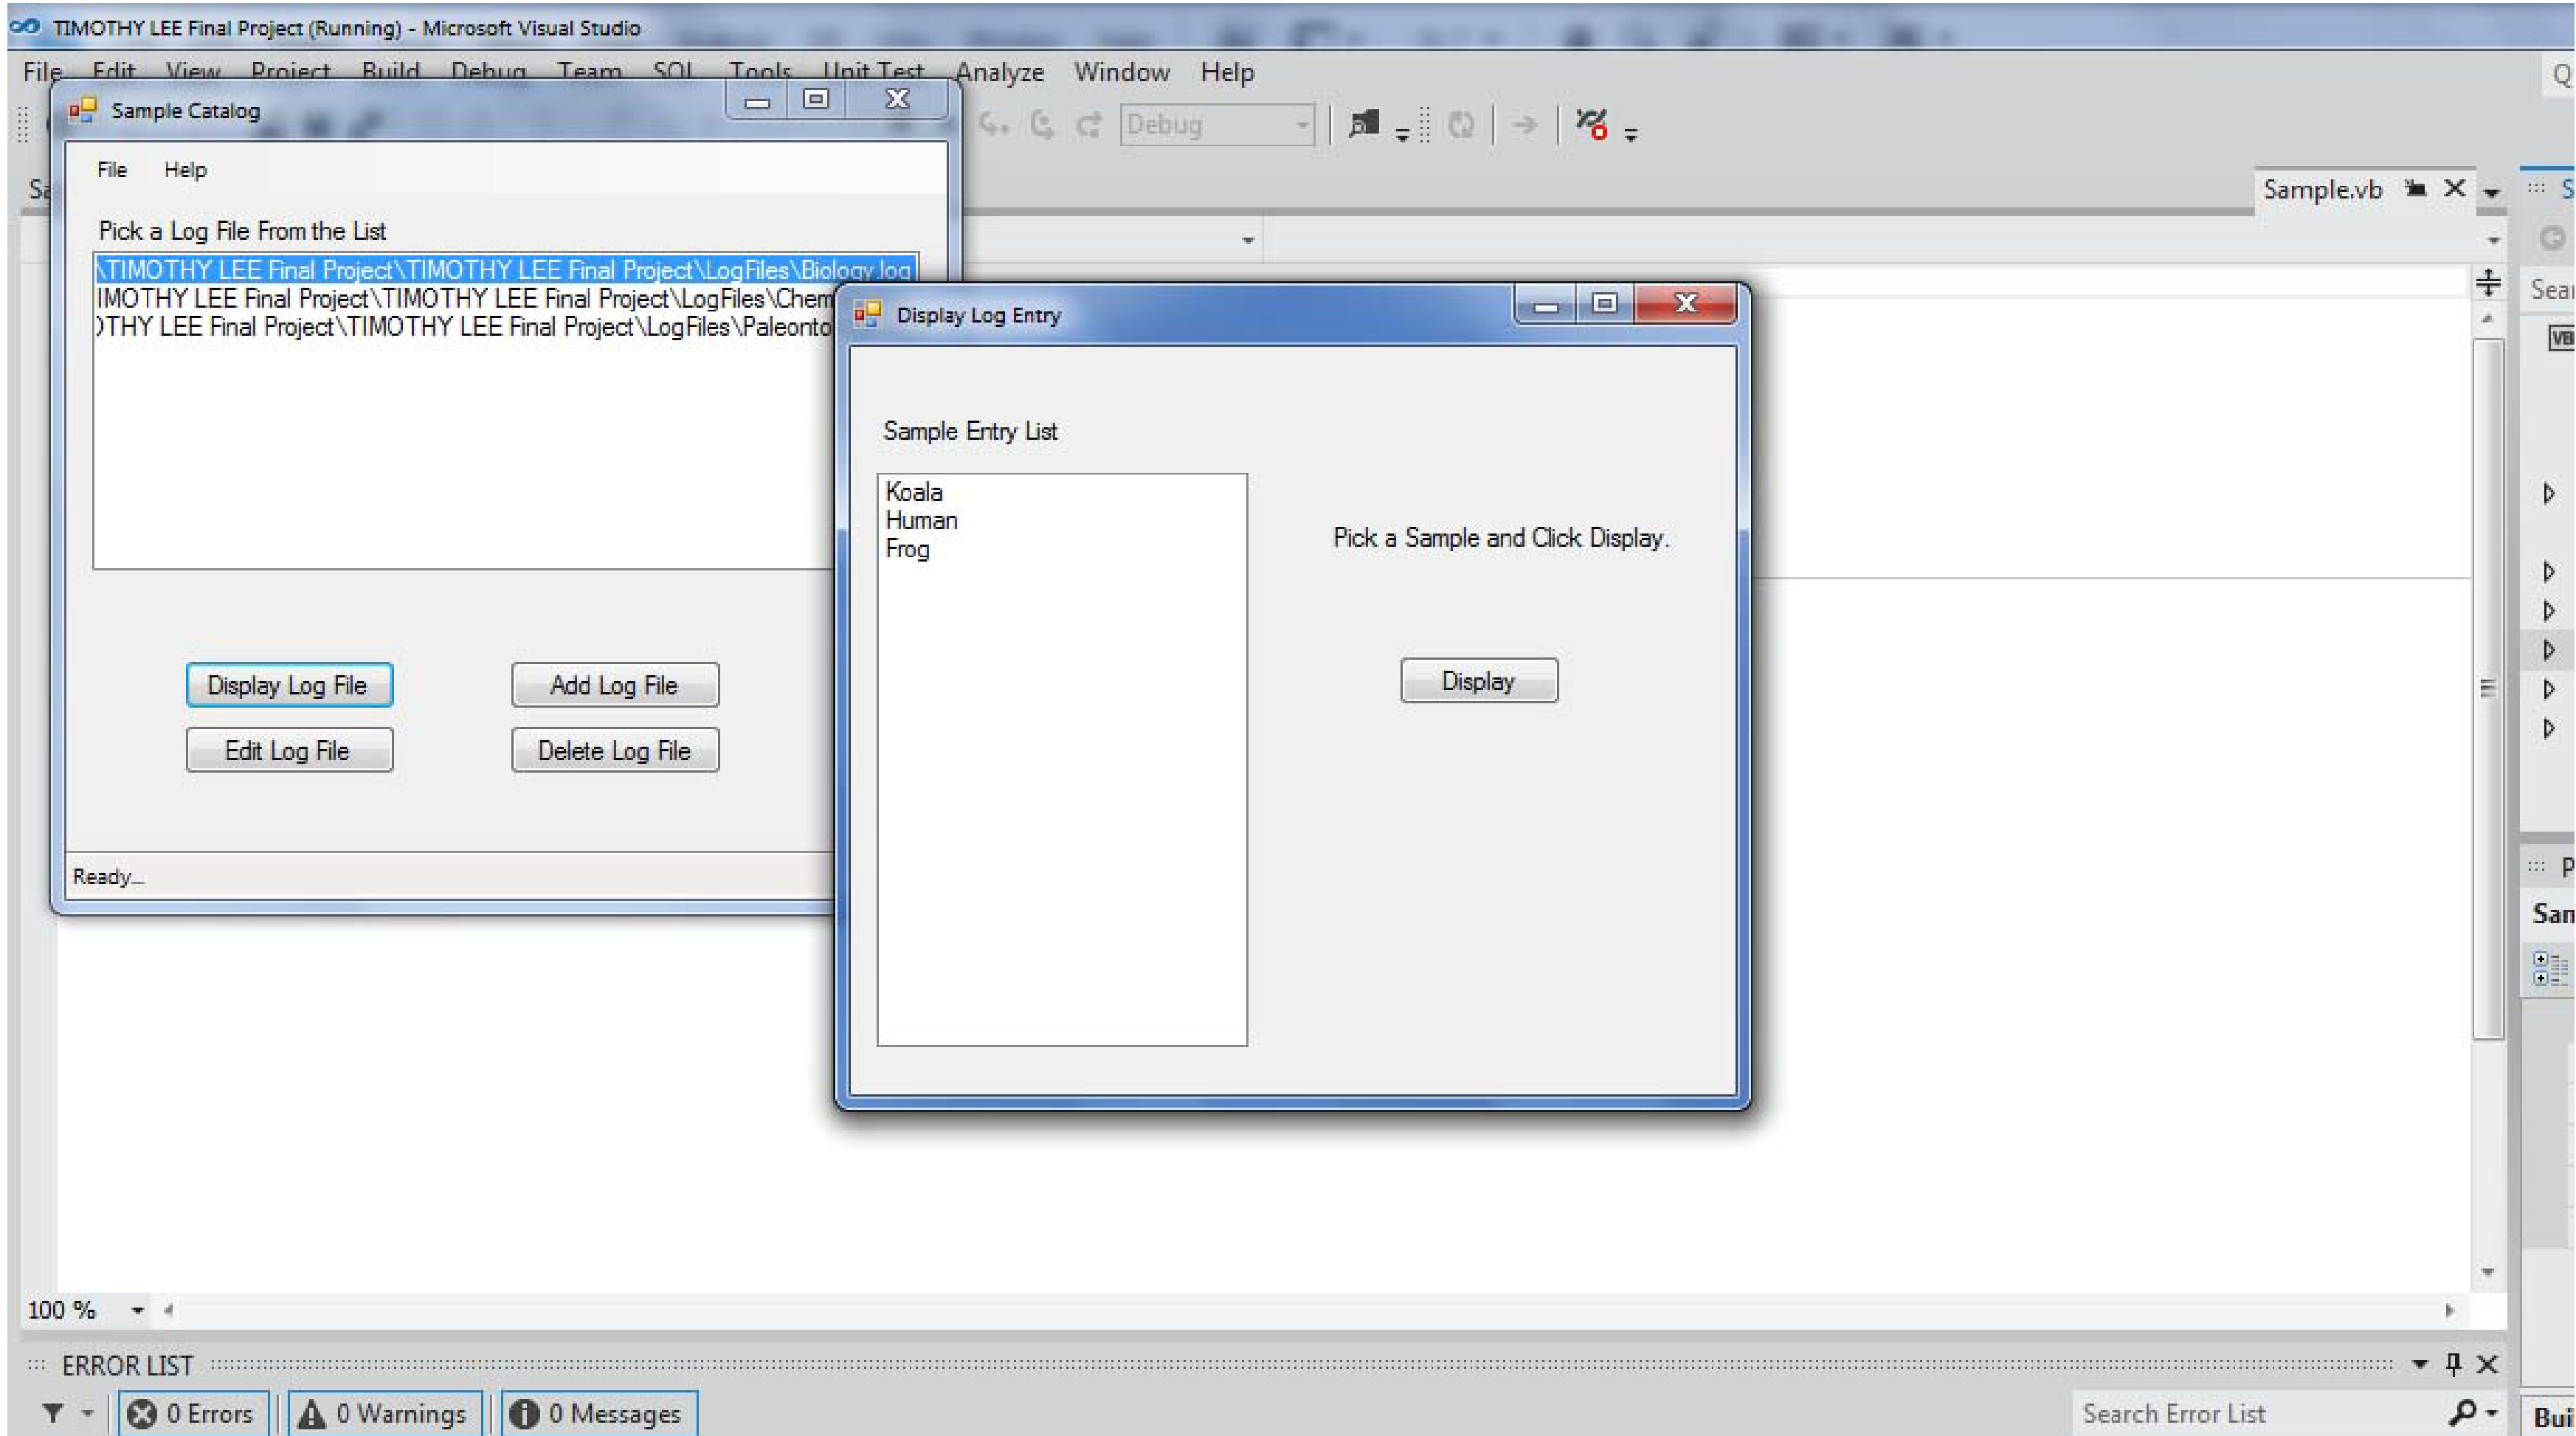 TIMOTHY LEE Final Project (Running) - Microsoft Visual Studio
File Edit View Project Build Debug Team SQL Tools Unit Test Analyze Window Help
Debug
Sample.vb
Sample Catalog
File Help
Pick a Log File From the List
\TIMOTHY LEE Final Project\TIMOTHY LEE Final Project\LogFiles\Biology.log
IMOTHY LEE Final Project\TIMOTHY LEE Final Project\LogFiles\Chem
OTHY LEE Final Project\TIMOTHY LEE Final Project\LogFiles\Paleonto
Display Log File Add Log File
Edit Log File Delete Log File
Ready...
Display Log Entry
Sample Entry List
Koala
Human
Frog
Pick a Sample and Click Display.
Display
Sear
VB
P
San
100 %
ERROR LIST
0 Errors 0 Warnings 0 Messages
Search Error List
Bui